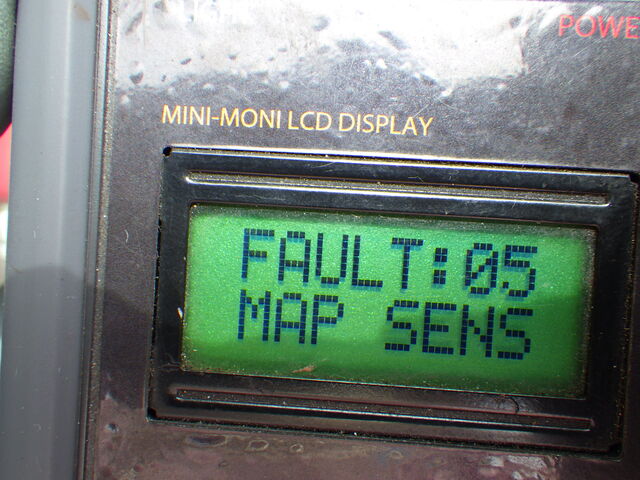 POWE
MINI-MONI LCD DISPLAY
FAULT:05
MAP SENS